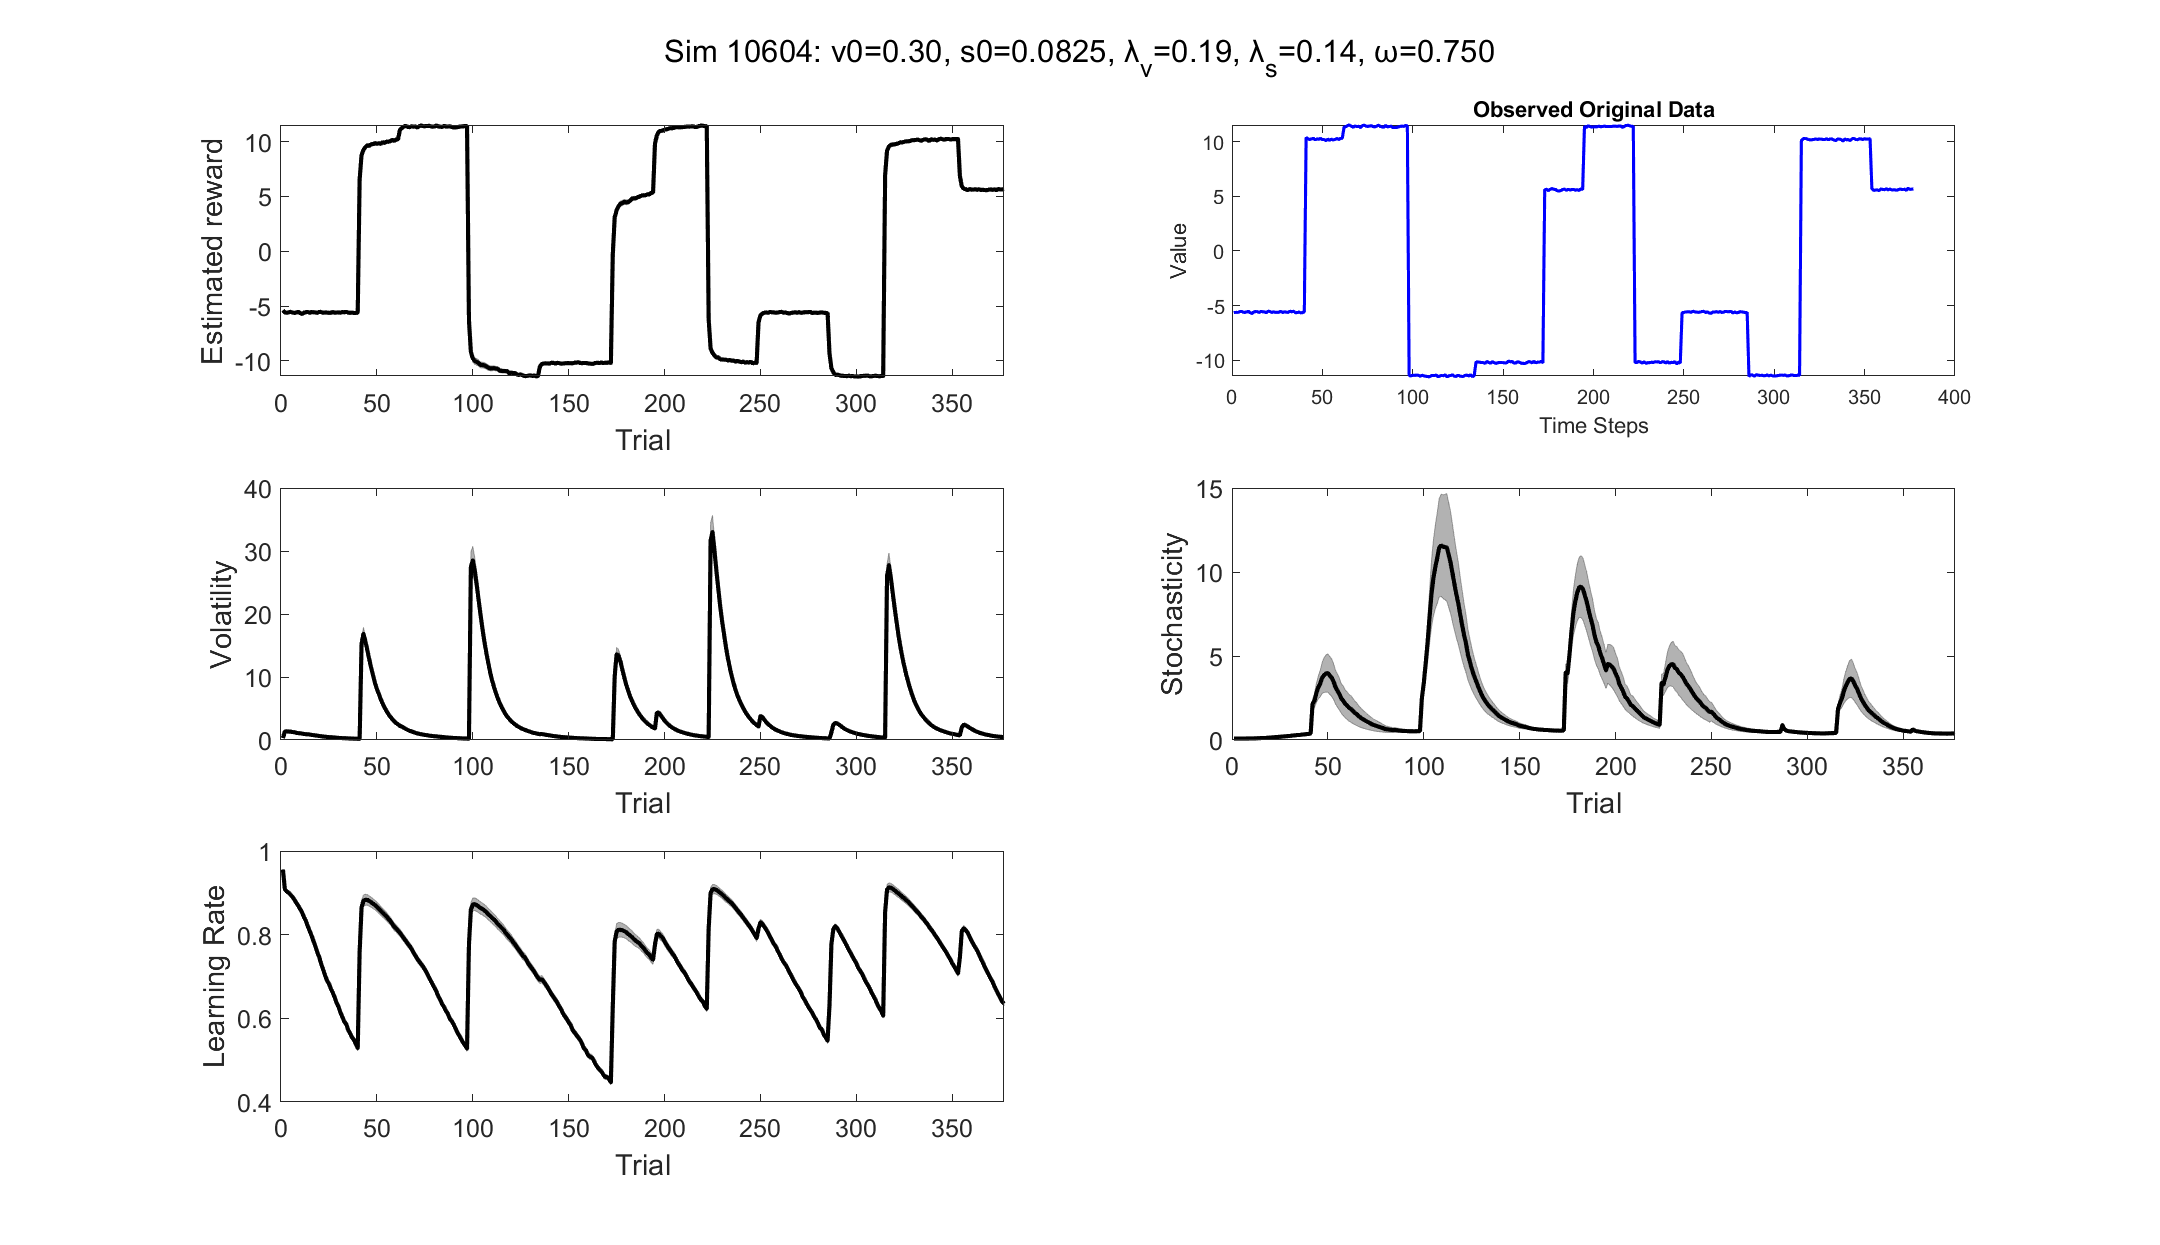 Sim 10604: v0=0.30, s0=0.0825, λ_v=0.19, λ_s=0.14, ω=0.750
Estimated reward
10
5
0
-5
-10
0 50 100 150 200 250 300 350
Trial
Observed Original Data
Value
10
5
0
-5
-10
0 50 100 150 200 250 300 350 400
Time Steps
Volatility
40
30
20
10
0
0 50 100 150 200 250 300 350
Trial
Stochasticity
15
10
5
0
0 50 100 150 200 250 300 350
Trial
Learning Rate
1
0.8
0.6
0.4
0 50 100 150 200 250 300 350
Trial